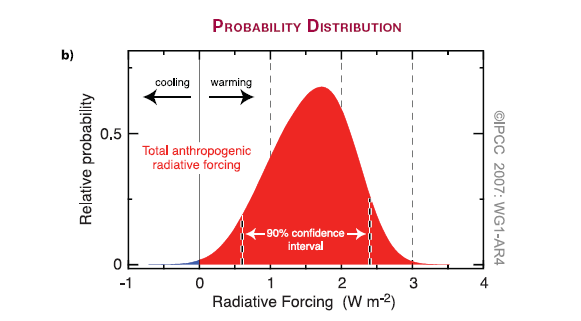 PROBABILITY DISTRIBUTION
b)
cooling
warming
Total anthropogenic
radiative forcing
90% confidence
interval
Relative probability
0.5
0
-1 0 1 2 3 4
Radiative Forcing (W m-2)
©IPCC 2007: WG1-AR4